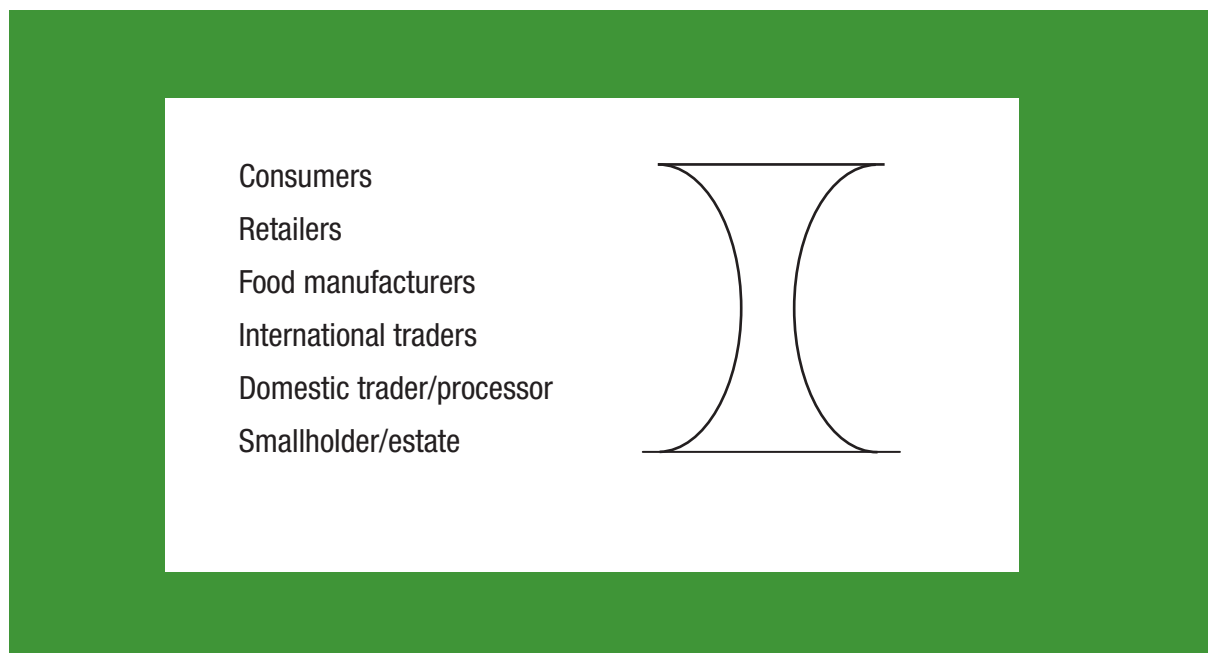 Consumers
Retailers
Food manufacturers
International traders
Domestic trader/processor
Smallholder/estate